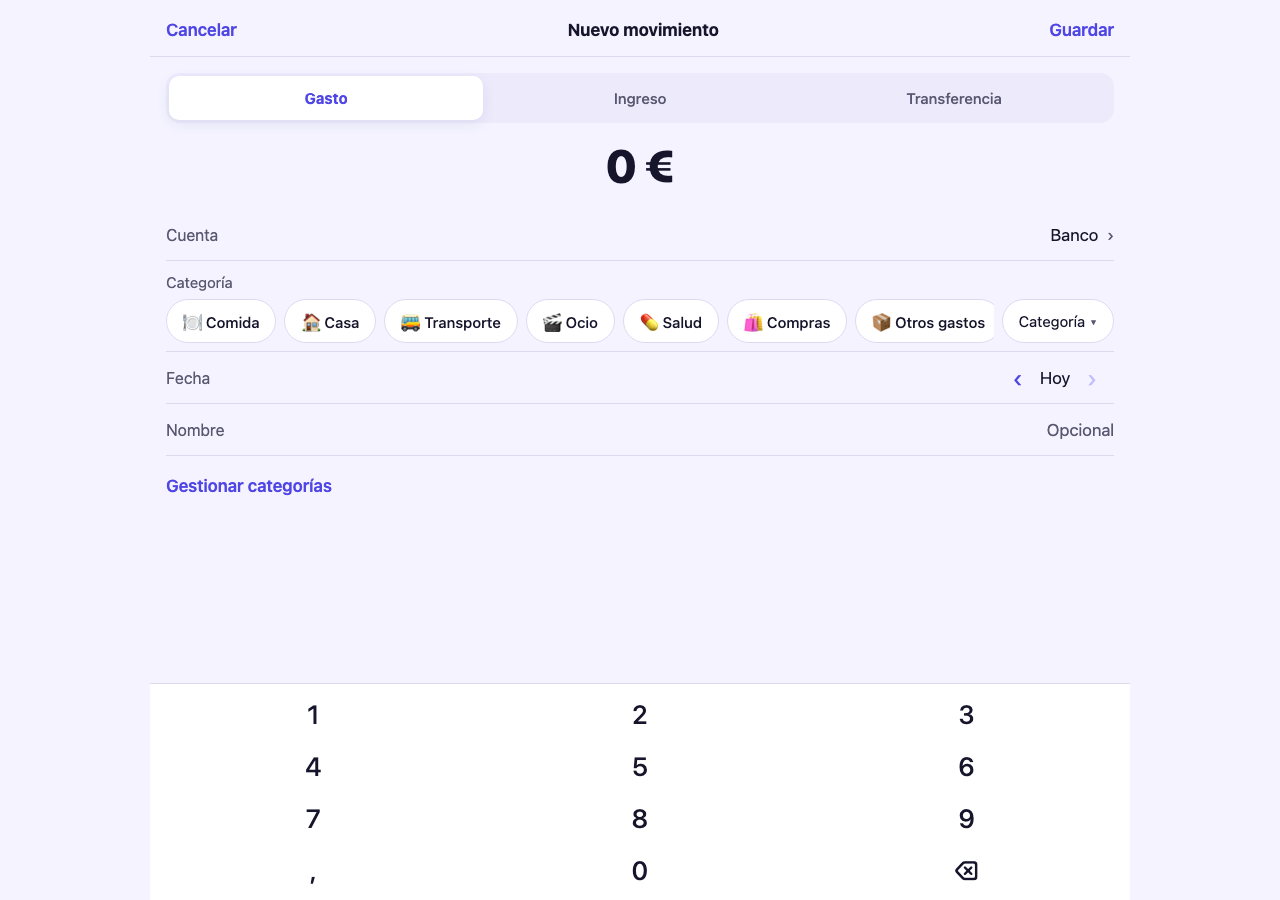 Cancelar Nuevo movimiento Guardar
Gasto Ingreso Transferencia
0 €
Cuenta Banco ›
Categoría
Comida Casa Transporte Ocio Salud Compras Otros gastos Categoría ▾
Fecha ‹ Hoy ›
Nombre Opcional
Gestionar categorías
1 2 3
4 5 6
7 8 9
, 0